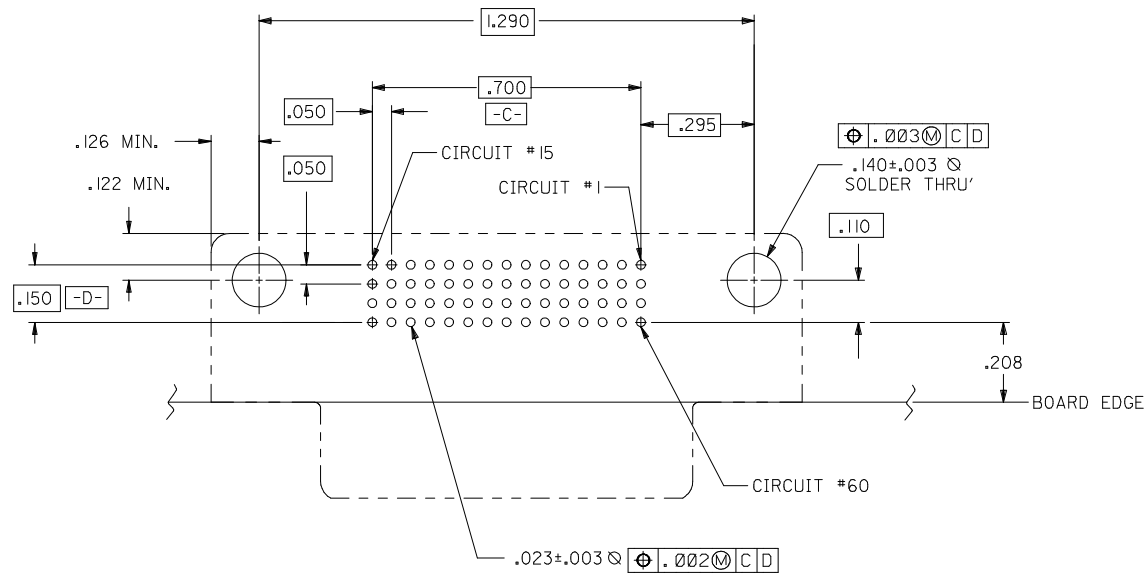 1.290
.700
.050
-C-
.295
.126 MIN.
CIRCUIT #15
⌖ .003Ⓜ C D
.050
.140±.003 ⌀
.122 MIN.
CIRCUIT #1
SOLDER THRU'
.110
.150 -D-
.208
BOARD EDGE
CIRCUIT #60
.023±.003 ⌀ ⌖ .002Ⓜ C D